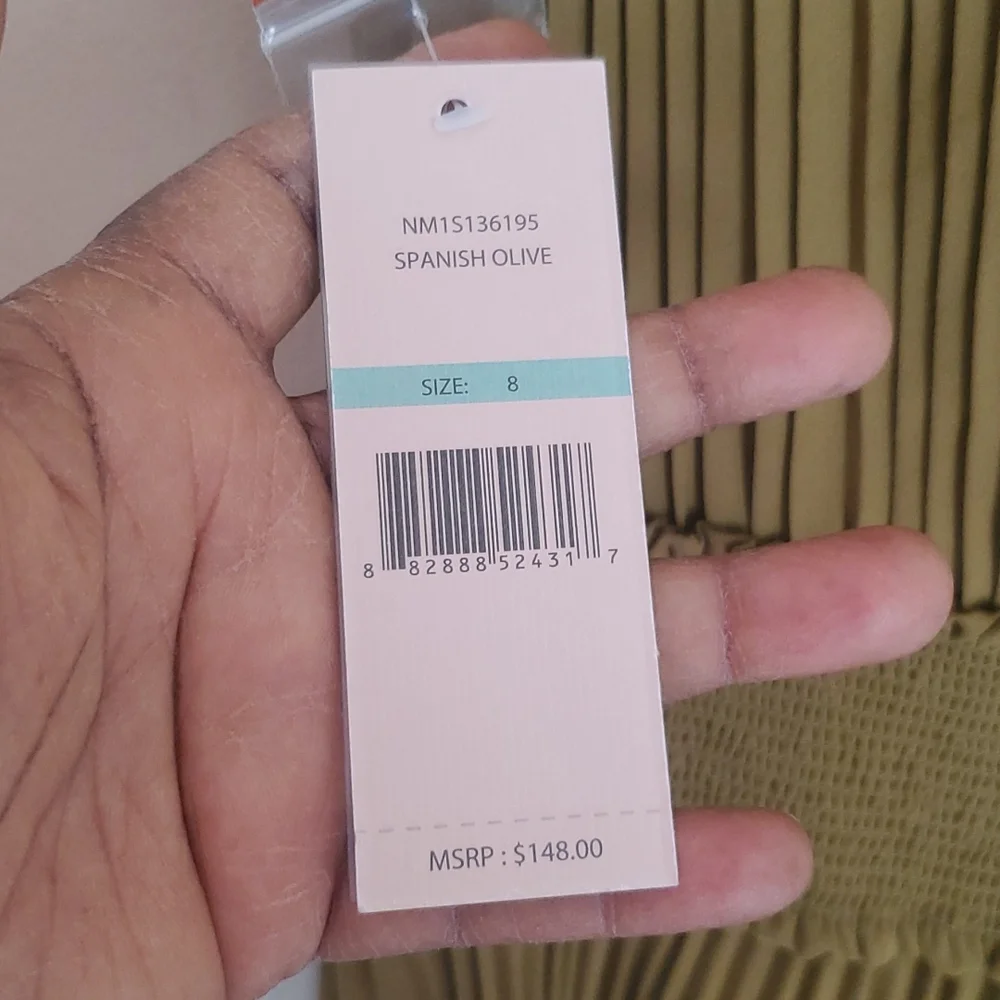 NM1S136195
SPANISH OLIVE
SIZE: 8
8 82888 52431 7
MSRP : $148.00